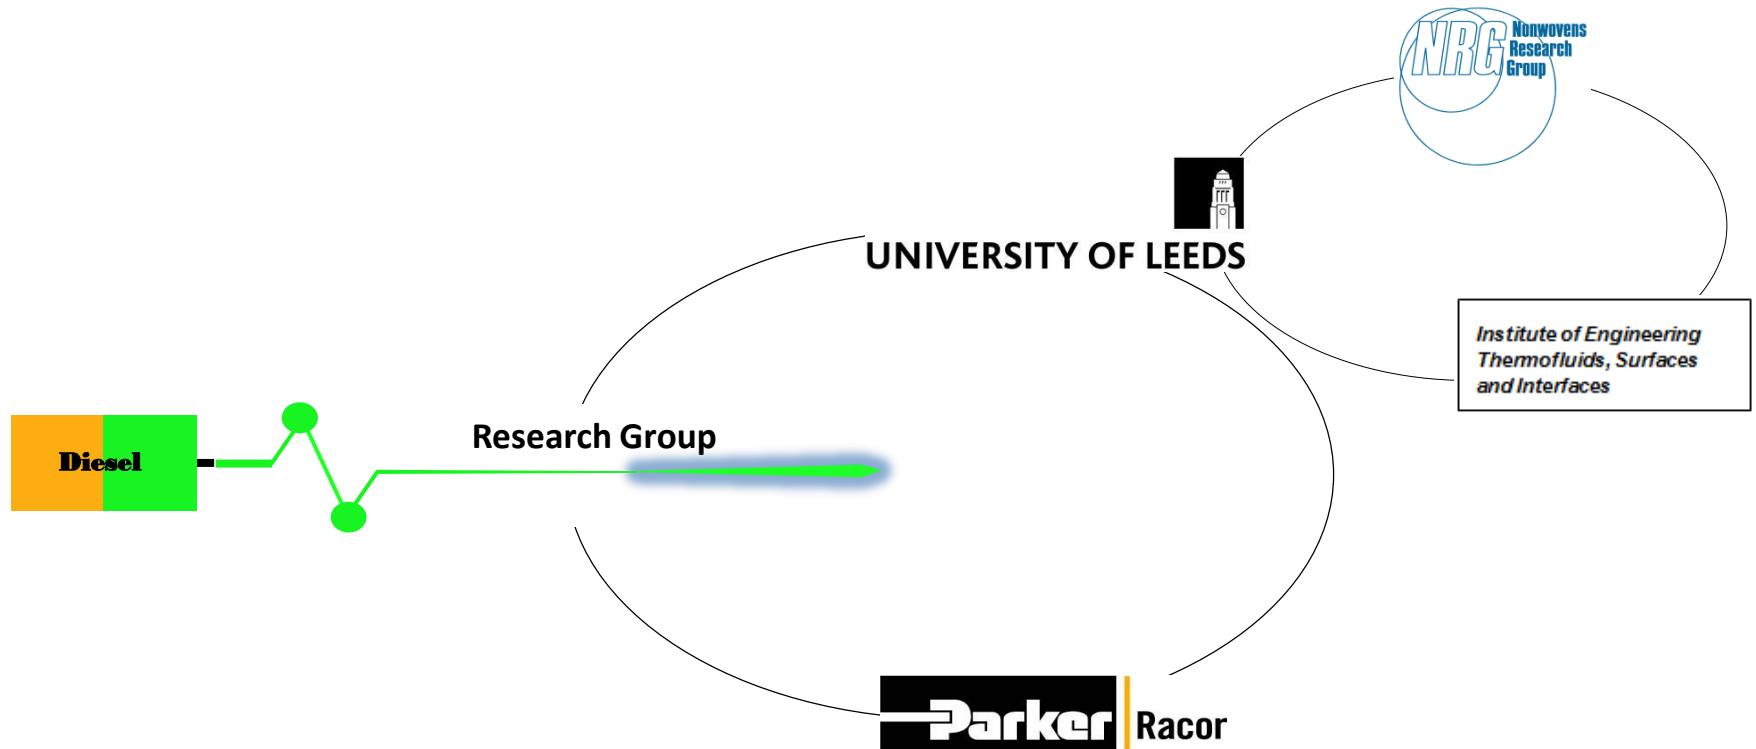 NRG
Nonwovens
Research
Group
UNIVERSITY OF LEEDS
Institute of Engineering
Thermofluids, Surfaces
and Interfaces
Research Group
Diesel
Parker
Racor